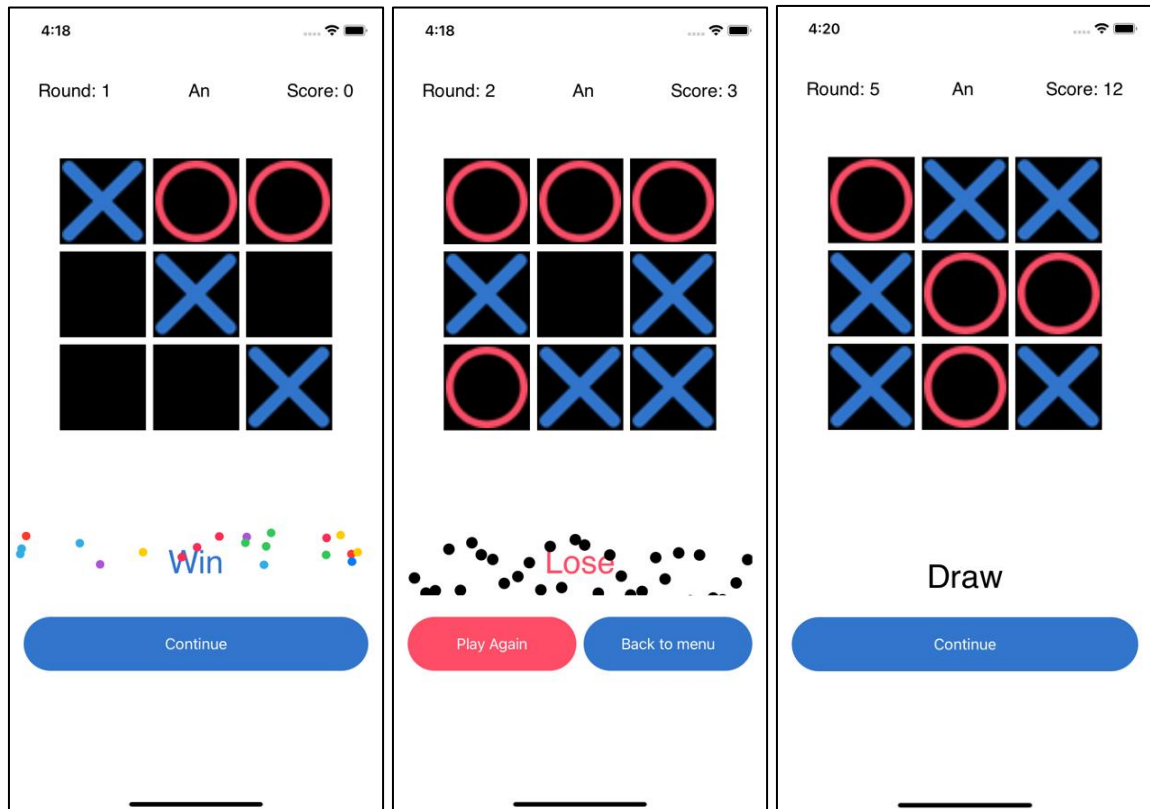 4:18
Round: 1 An Score: 0
Win
Continue
4:18
Round: 2 An Score: 3
Lose
Play Again Back to menu
4:20
Round: 5 An Score: 12
Draw
Continue